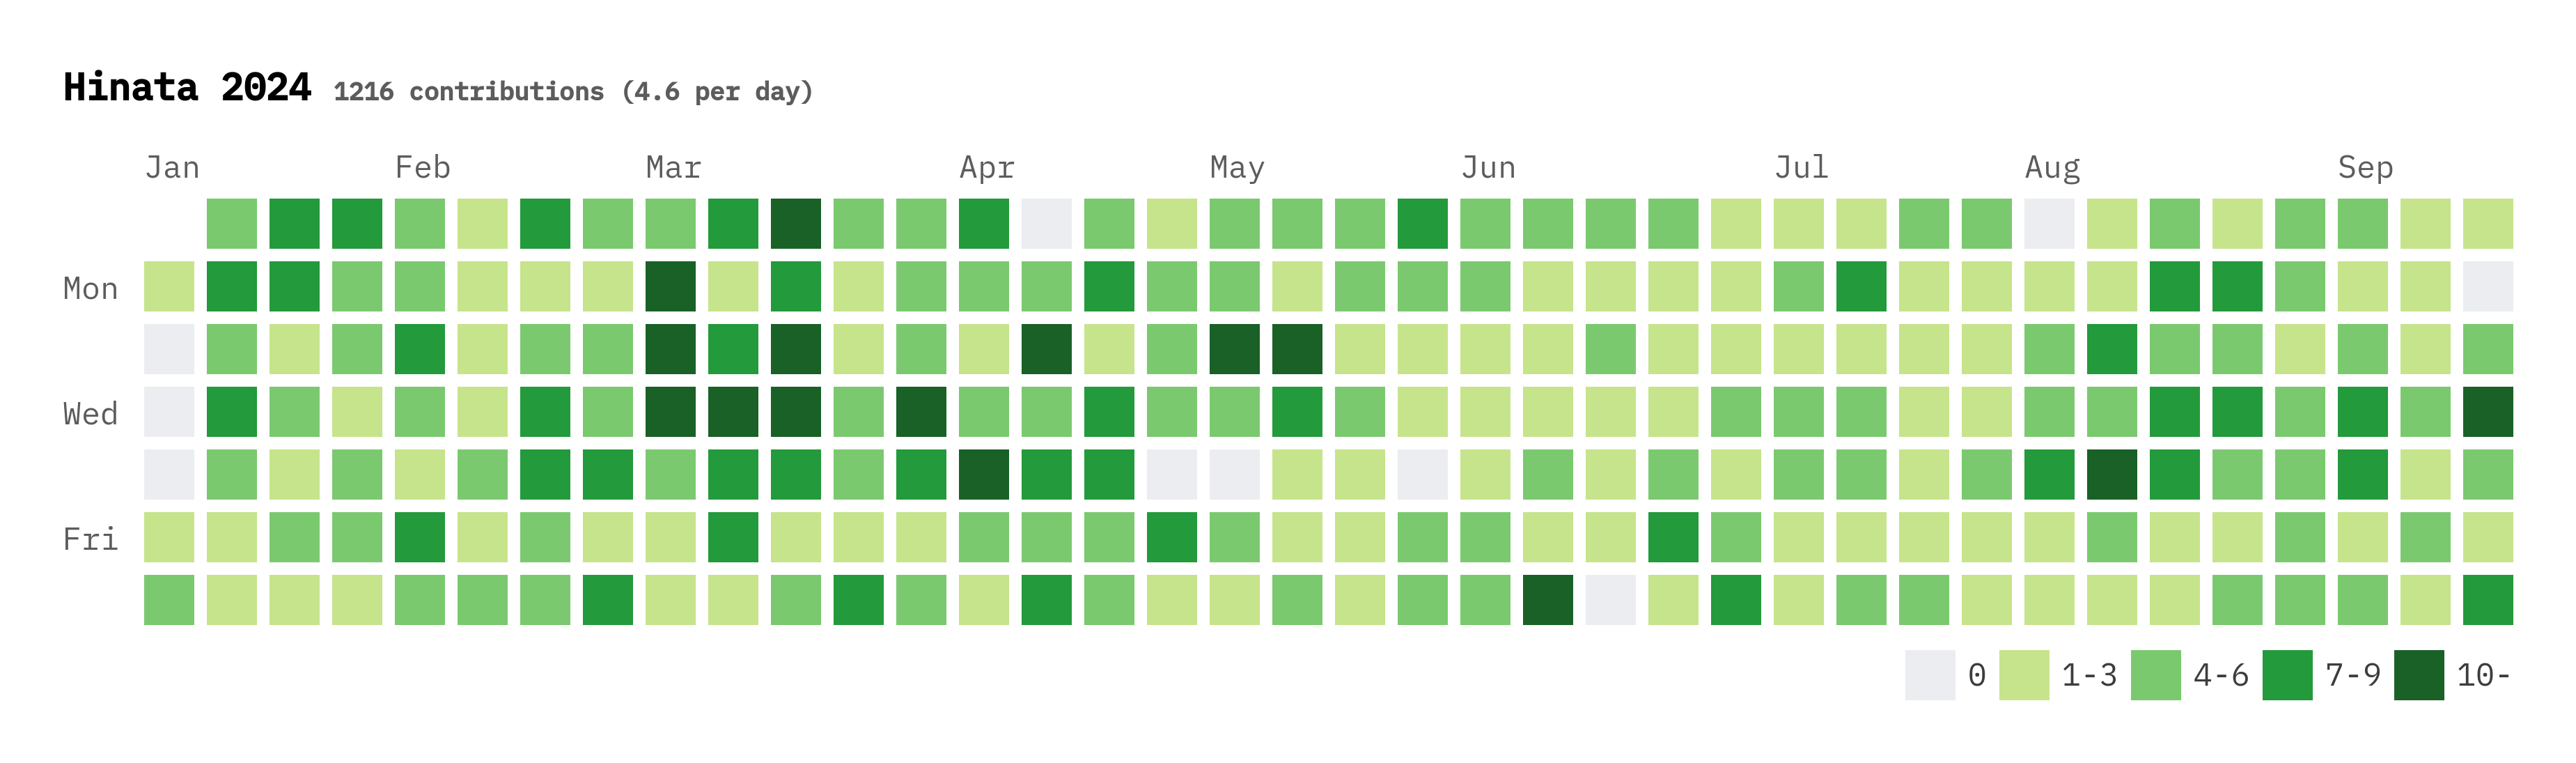 Hinata 2024 1216 contributions (4.6 per day)
Jan Feb Mar Apr May Jun Jul Aug Sep
Mon
Wed
Fri
0 1-3 4-6 7-9 10-